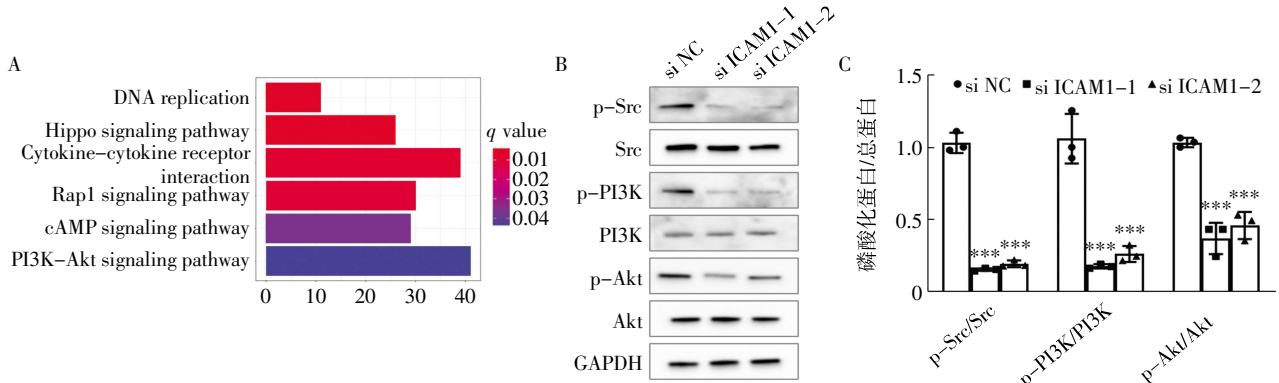 A
DNA replication
Hippo signaling pathway
Cytokine-cytokine receptor
interaction
Rap1 signaling pathway
cAMP signaling pathway
PI3K-Akt signaling pathway
0 10 20 30 40
q value
0.01
0.02
0.03
0.04
B
si NC si ICAM1-1 si ICAM1-2
p-Src
Src
p-PI3K
PI3K
p-Akt
Akt
GAPDH
C
si NC si ICAM1-1 si ICAM1-2
磷酸化蛋白/总蛋白
1.5
1.0
0.5
0
*** ***
*** ***
*** ***
p-Src/Src
p-PI3K/PI3K
p-Akt/Akt